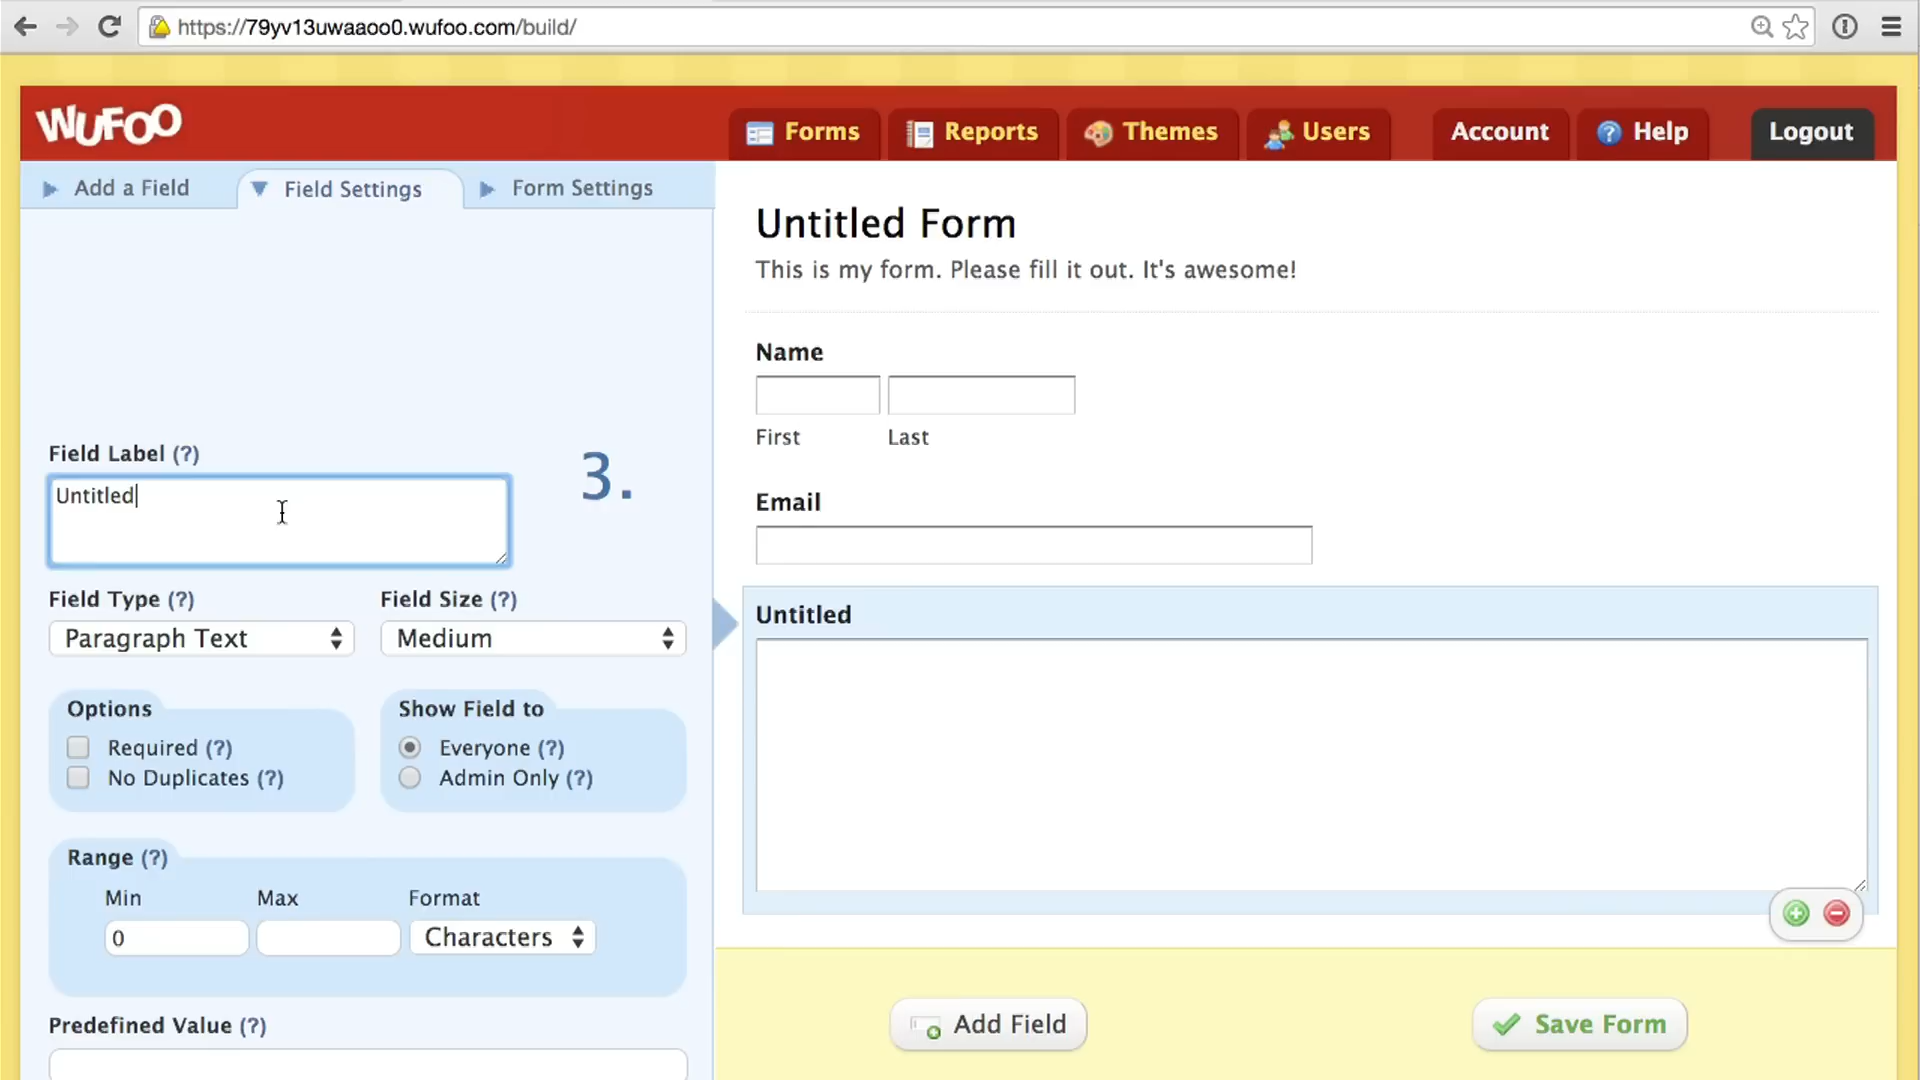 https://79yv13uwaaoo0.wufoo.com/build/
WUFOO
Forms
Reports
Themes
Users
Account
? Help
Logout
Add a Field
Field Settings
Form Settings
Field Label (?)
3.
Untitled
Field Type (?)
Field Size (?)
Paragraph Text
Medium
Options
Required (?)
No Duplicates (?)
Show Field to
Everyone (?)
Admin Only (?)
Range (?)
Min
Max
Format
0
Characters
Predefined Value (?)
Untitled Form
This is my form. Please fill it out. It's awesome!
Name
First
Last
Email
Untitled
Add Field
Save Form